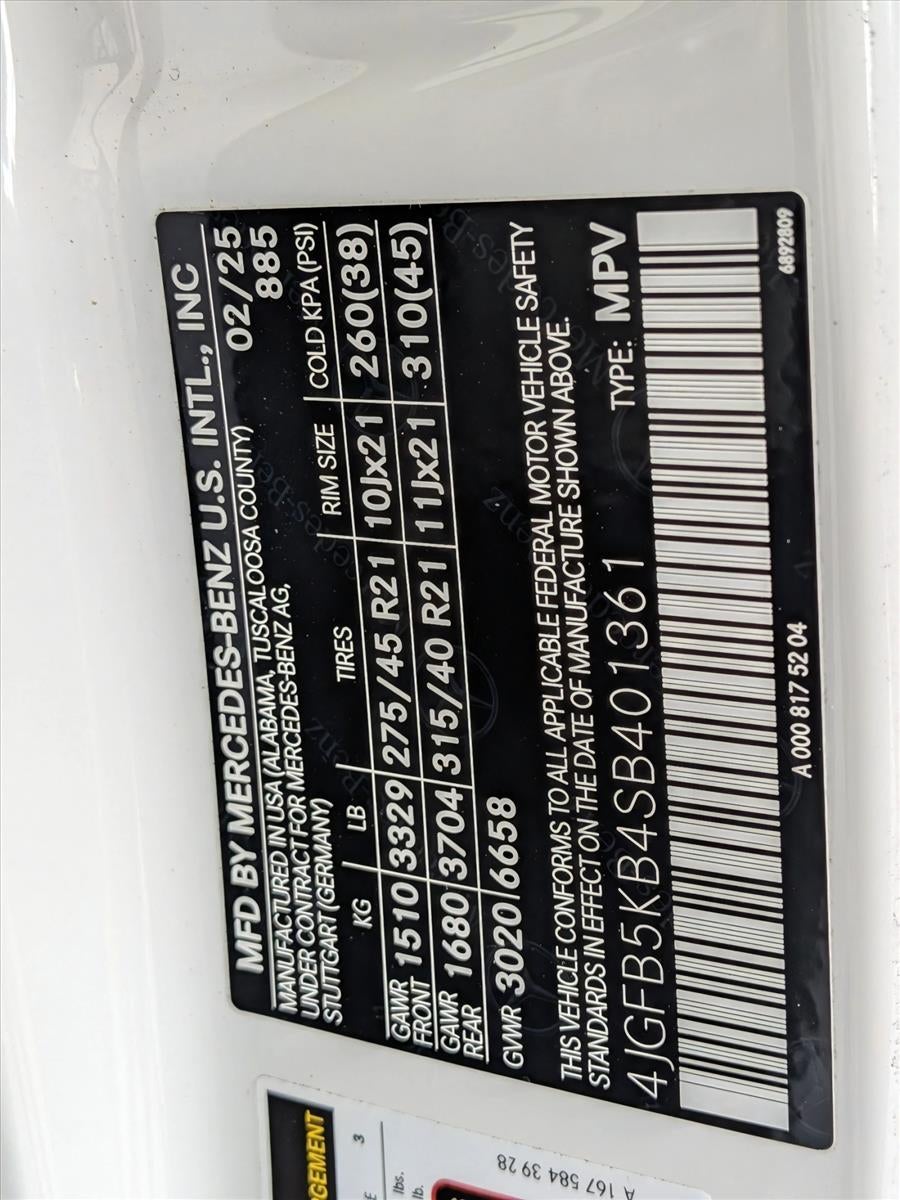 MFD BY MERCEDES-BENZ U.S. INTL., INC
MANUFACTURED IN USA (ALABAMA, TUSCALOOSA COUNTY) 02/25
UNDER CONTRACT FOR MERCEDES-BENZ AG, 885
STUTTGART (GERMANY)
KG LB TIRES RIM SIZE COLD KPA (PSI)
GAWR FRONT 1510 3329 275/45 R21 10Jx21 260(38)
GAWR REAR 1680 3704 315/40 R21 11Jx21 310(45)
GVWR 3020 6658
THIS VEHICLE CONFORMS TO ALL APPLICABLE FEDERAL MOTOR VEHICLE SAFETY
STANDARDS IN EFFECT ON THE DATE OF MANUFACTURE SHOWN ABOVE.
4JGFB5KB4SB401361 TYPE: MPV
A 000 817 52 04 6892809
GEMENT
3
lbs.
lb.
A 167 584 39 28